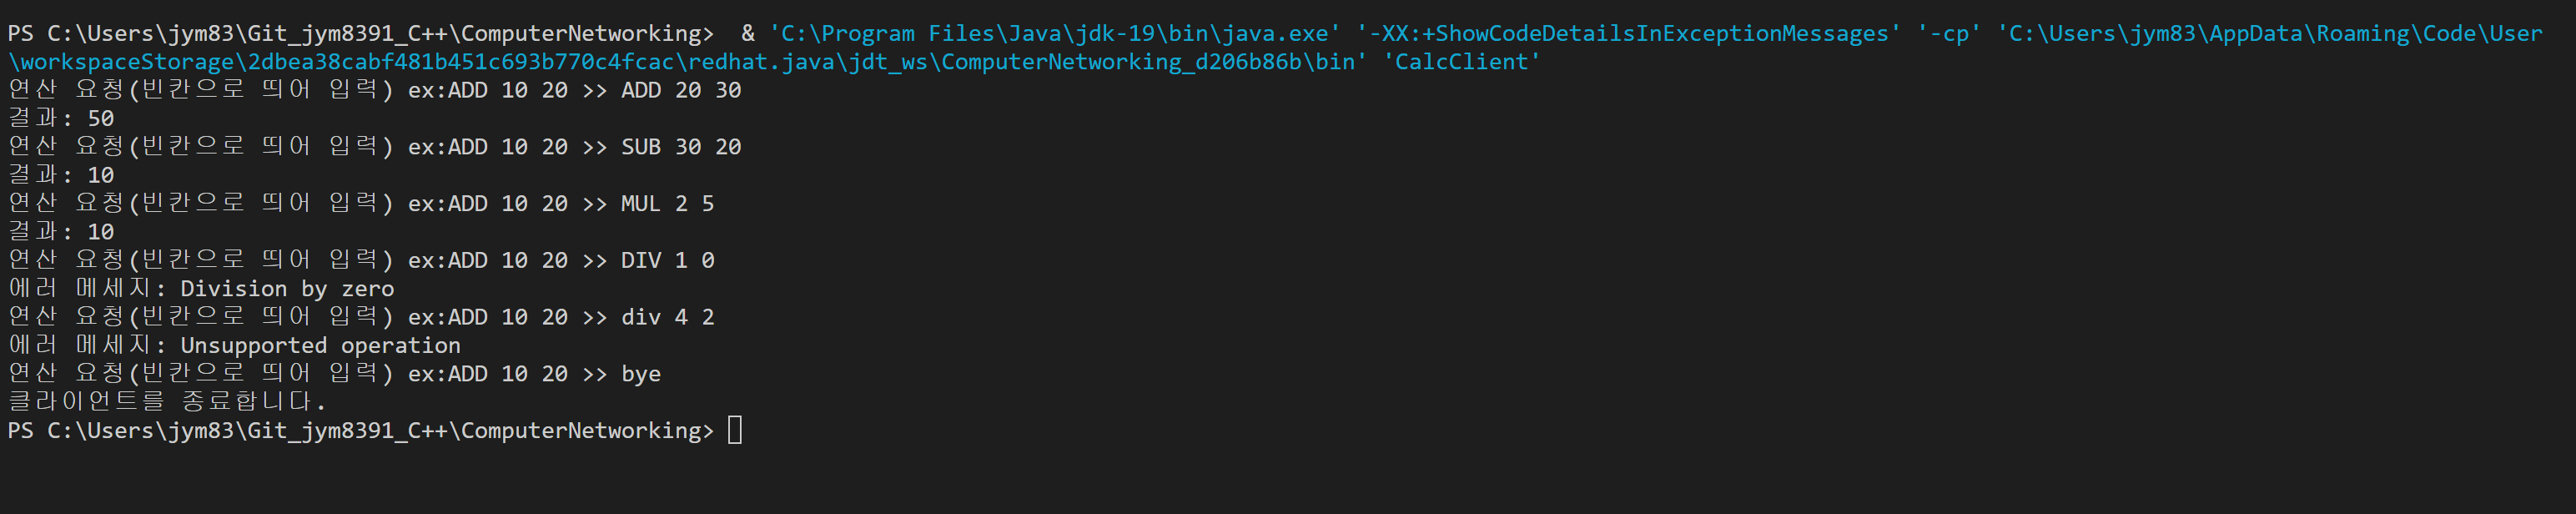 PS C:\Users\jym83\Git_jym8391_C++\ComputerNetworking>  & 'C:\Program Files\Java\jdk-19\bin\java.exe' '-XX:+ShowCodeDetailsInExceptionMessages' '-cp' 'C:\Users\jym83\AppData\Roaming\Code\User
\workspaceStorage\2dbea38cabf481b451c693b770c4fcac\redhat.java\jdt_ws\ComputerNetworking_d206b86b\bin' 'CalcClient'
연산 요청(빈칸으로 띄어 입력) ex:ADD 10 20 >> ADD 20 30
결과: 50
연산 요청(빈칸으로 띄어 입력) ex:ADD 10 20 >> SUB 30 20
결과: 10
연산 요청(빈칸으로 띄어 입력) ex:ADD 10 20 >> MUL 2 5
결과: 10
연산 요청(빈칸으로 띄어 입력) ex:ADD 10 20 >> DIV 1 0
에러 메세지: Division by zero
연산 요청(빈칸으로 띄어 입력) ex:ADD 10 20 >> div 4 2
에러 메세지: Unsupported operation
연산 요청(빈칸으로 띄어 입력) ex:ADD 10 20 >> bye
클라이언트를 종료합니다.
PS C:\Users\jym83\Git_jym8391_C++\ComputerNetworking>